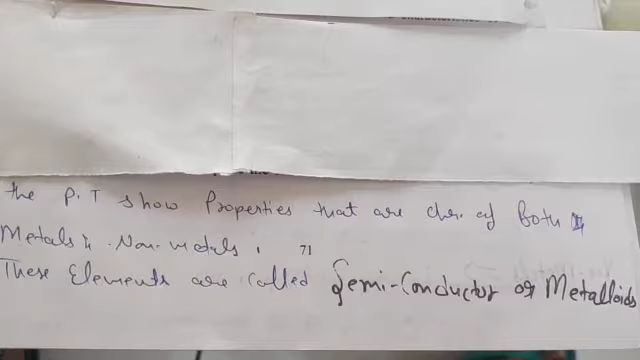 the P.T show Properties that are chr. of Both
Metals & Non-metals. 71
These Elements are called Semi-Conductor or Metalloids